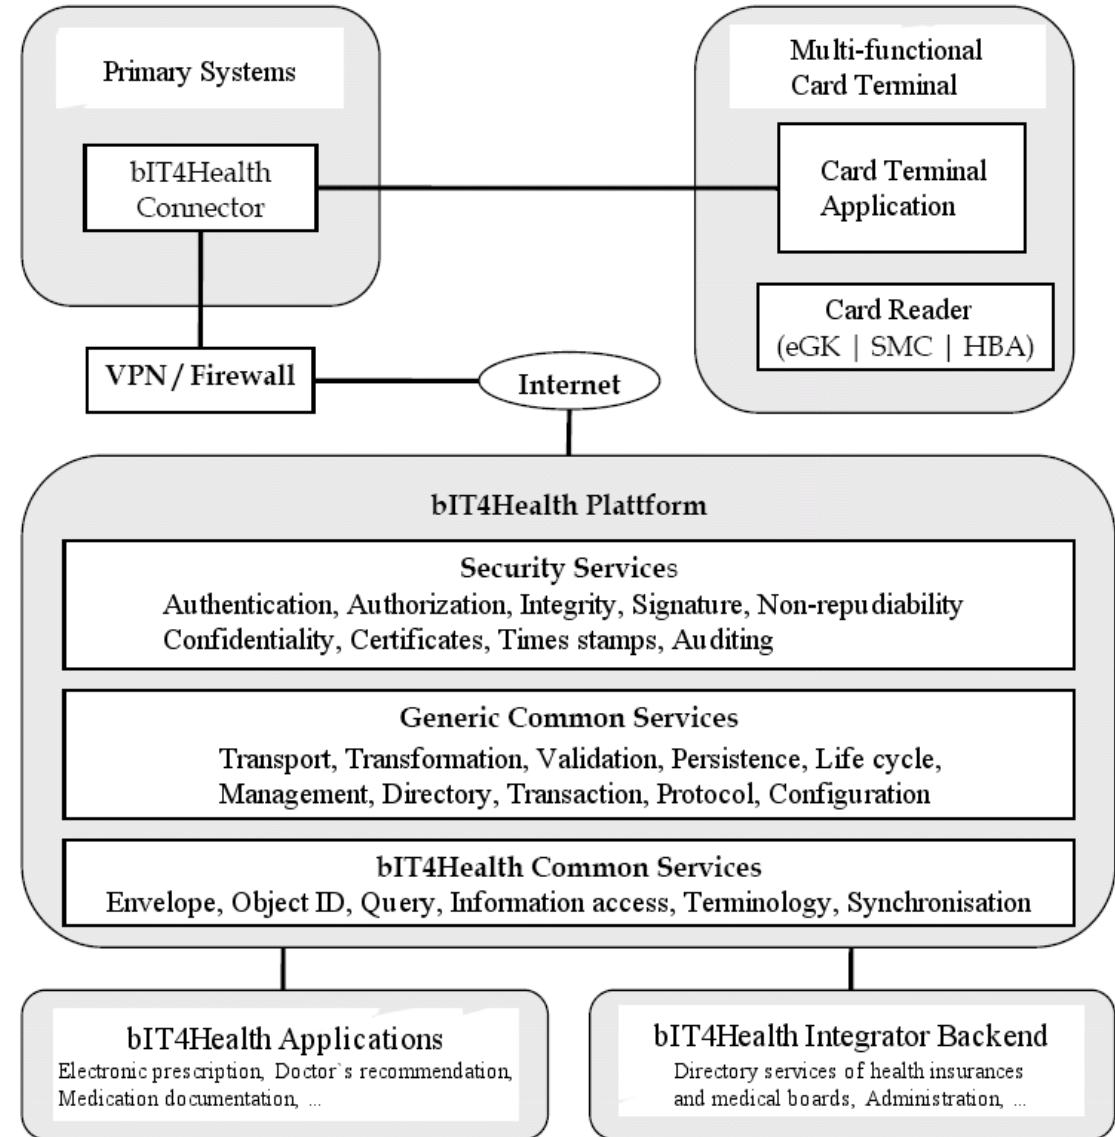 Primary Systems
bIT4Health
Connector
Multi-functional
Card Terminal
Card Terminal
Application
Card Reader
(eGK | SMC | HBA)
VPN / Firewall
Internet
bIT4Health Plattform
Security Services
Authentication, Authorization, Integrity, Signature, Non-repudiability
Confidentiality, Certificates, Times stamps, Auditing
Generic Common Services
Transport, Transformation, Validation, Persistence, Life cycle,
Management, Directory, Transaction, Protocol, Configuration
bIT4Health Common Services
Envelope, Object ID, Query, Information access, Terminology, Synchronisation
bIT4Health Applications
Electronic prescription, Doctor`s recommendation,
Medication documentation, ...
bIT4Health Integrator Backend
Directory services of health insurances
and medical boards, Administration, ...